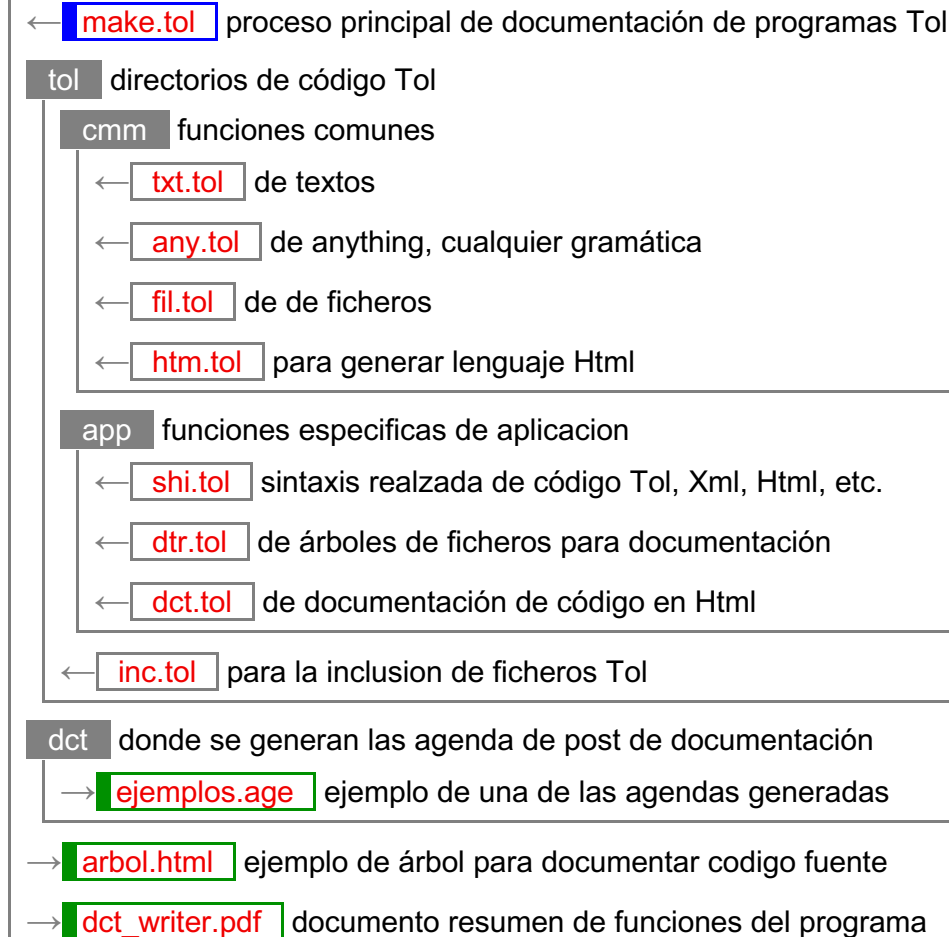 ← make.tol proceso principal de documentación de programas Tol
tol directorios de código Tol
cmm funciones comunes
← txt.tol de textos
← any.tol de anything, cualquier gramática
← fil.tol de de ficheros
← htm.tol para generar lenguaje Html
app funciones especificas de aplicacion
← shi.tol sintaxis realzada de código Tol, Xml, Html, etc.
← dtr.tol de árboles de ficheros para documentación
← dct.tol de documentación de código en Html
← inc.tol para la inclusion de ficheros Tol
dct donde se generan las agenda de post de documentación
→ ejemplos.age ejemplo de una de las agendas generadas
→ arbol.html ejemplo de árbol para documentar codigo fuente
→ dct_writer.pdf documento resumen de funciones del programa